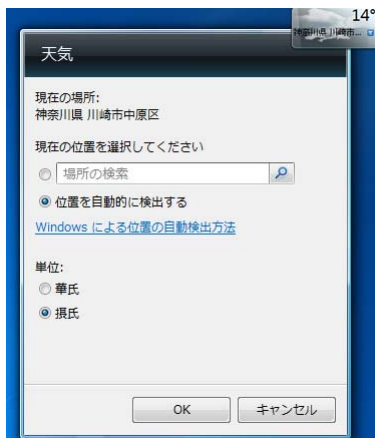 14°
神奈川県 川崎市...
天気
現在の場所:
神奈川県 川崎市中原区
現在の位置を選択してください
場所の検索
位置を自動的に検出する
Windows による位置の自動検出方法
単位:
華氏
摂氏
OK キャンセル